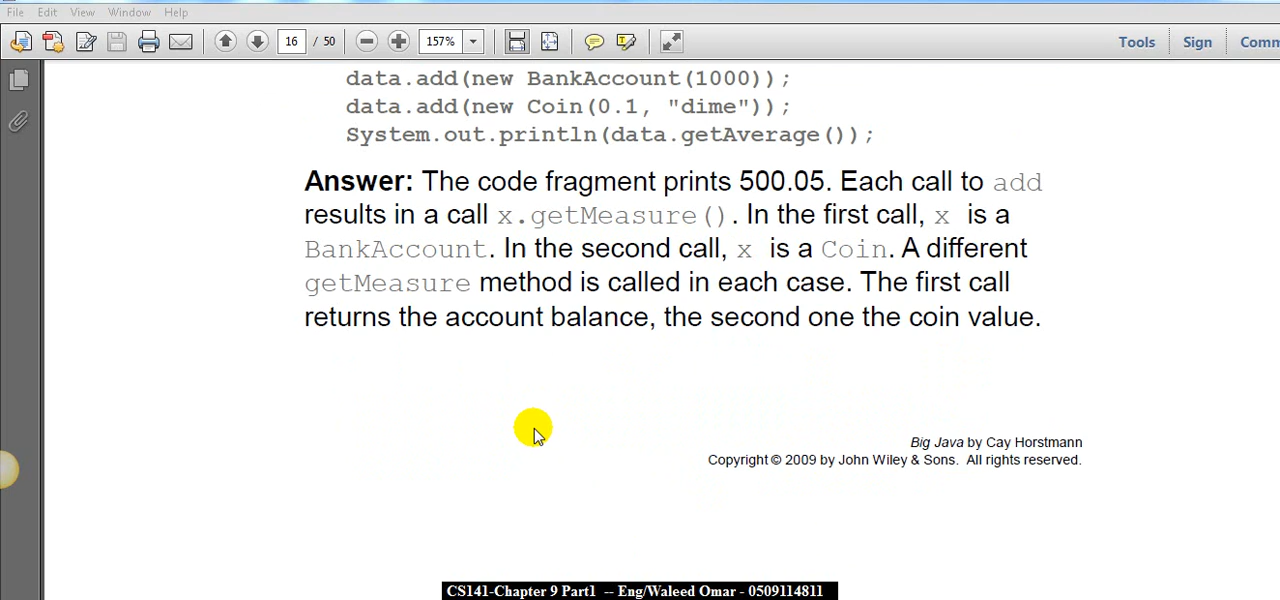 File Edit View Window Help
16 / 50 157% Tools Sign Comm
data.add(new BankAccount(1000));
data.add(new Coin(0.1, "dime"));
System.out.println(data.getAverage());
Answer: The code fragment prints 500.05. Each call to add
results in a call x.getMeasure(). In the first call, x is a
BankAccount. In the second call, x is a Coin. A different
getMeasure method is called in each case. The first call
returns the account balance, the second one the coin value.
Big Java by Cay Horstmann
Copyright © 2009 by John Wiley & Sons. All rights reserved.
CS141-Chapter 9 Part1 -- Eng/Waleed Omar - 0509114811